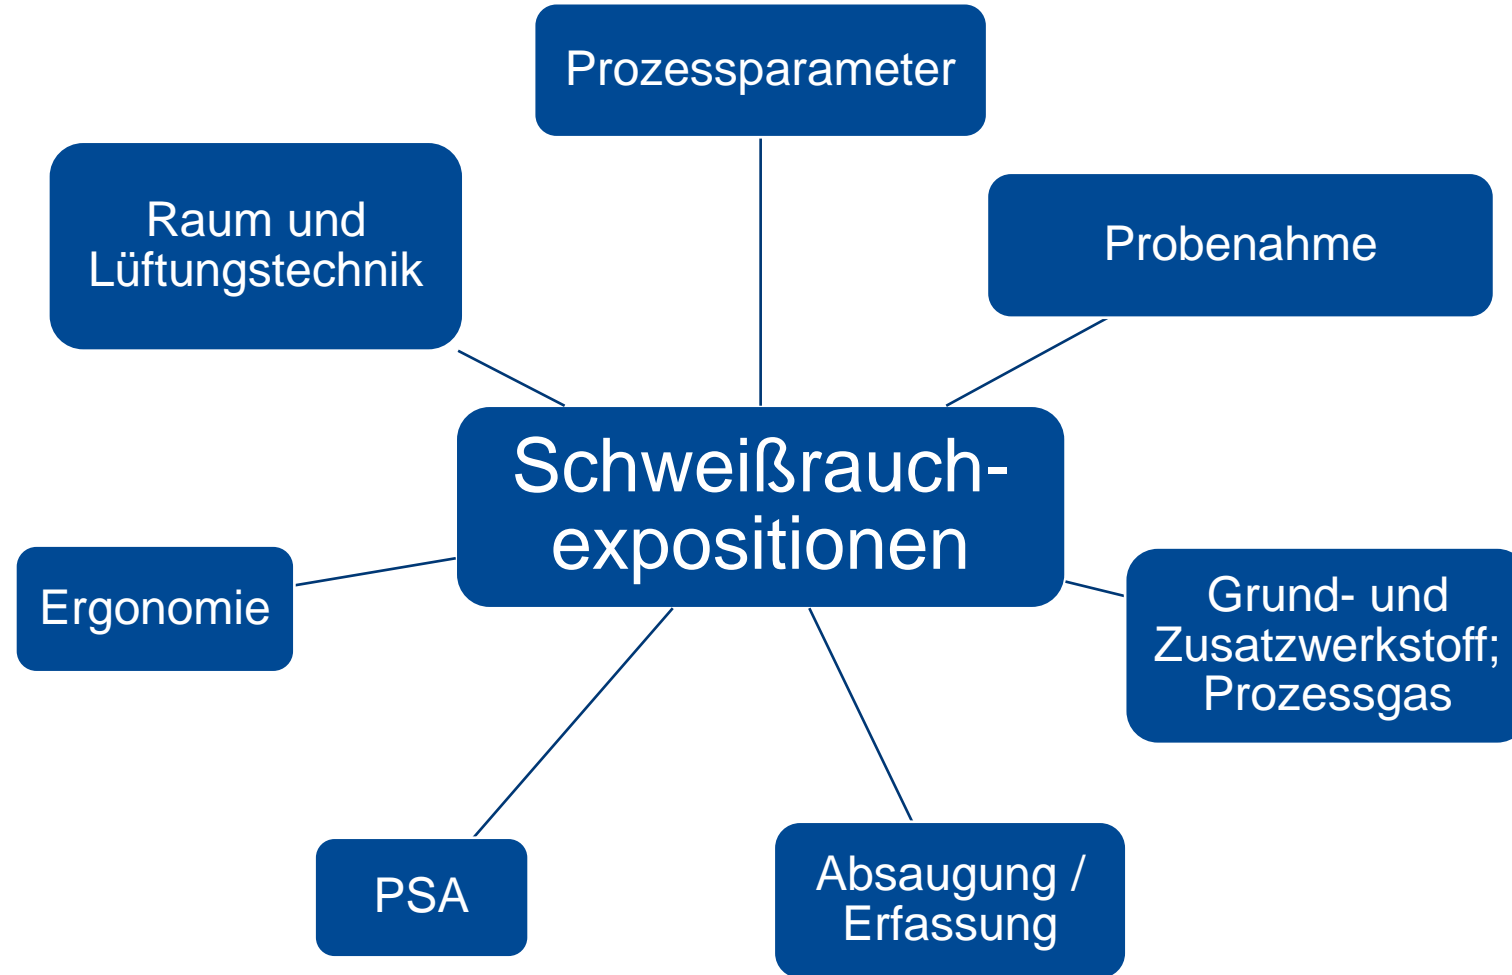 Prozessparameter
Raum und
Lüftungstechnik
Probenahme
Schweißrauch-
expositionen
Ergonomie
Grund- und
Zusatzwerkstoff;
Prozessgas
PSA
Absaugung /
Erfassung